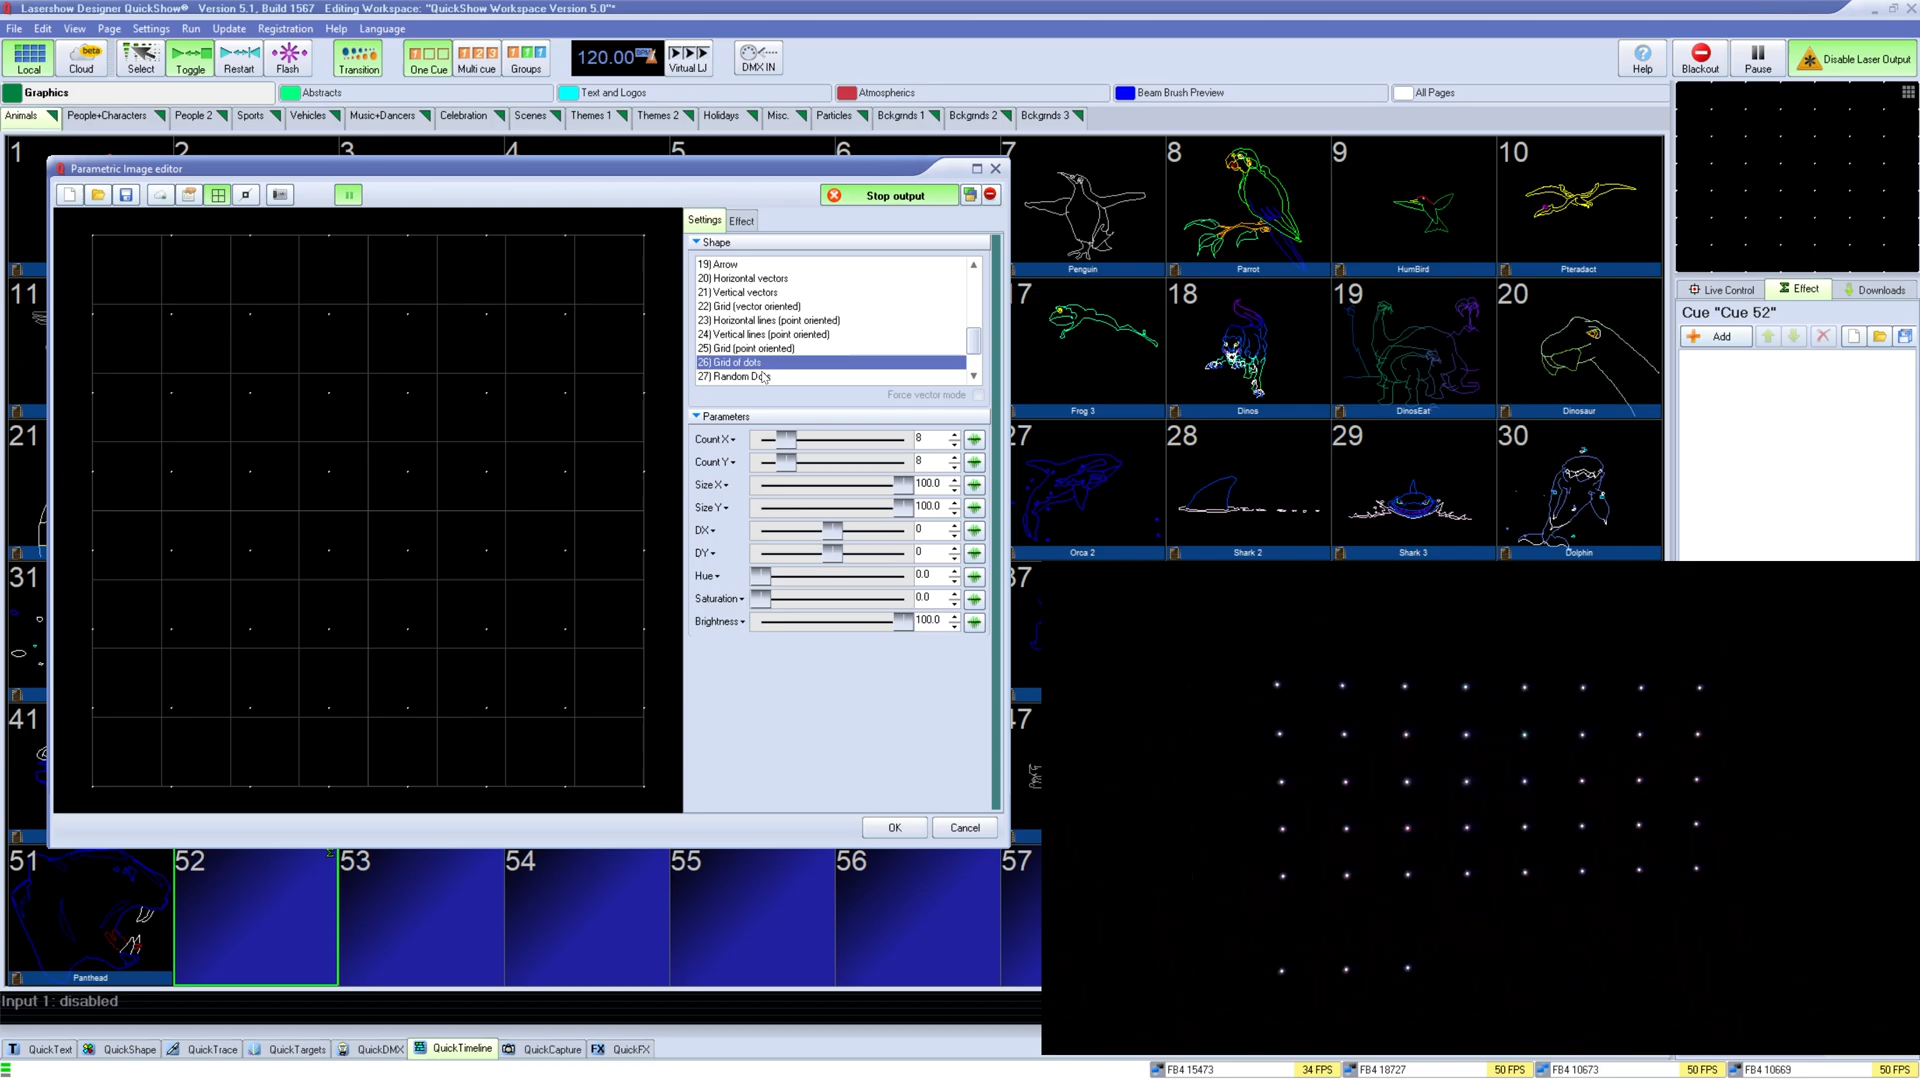 Lasershow Designer QuickShow® Version 5.1, Build 1567 Editing Workspace: "QuickShow Workspace Version 5.0"*
File Edit View Page Settings Run Update Registration Help Language
Local Cloud beta Select Toggle Restart Flash Transition One Cue Multi cue Groups 120.00 BPM Virtual LJ DMX IN Help Blackout Pause Disable Laser Output
Graphics Abstracts Text and Logos Atmospherics Beam Brush Preview All Pages
Animals People+Characters People 2 Sports Vehicles Music+Dancers Celebration Scenes Themes 1 Themes 2 Holidays Misc. Particles Bckgrnds 1 Bckgrnds 2 Bckgrnds 3
1 2 3 4 5 6 7 8 9 10
Parametric Image editor
Stop output
Settings Effect
Shape
19) Arrow
20) Horizontal vectors
21) Vertical vectors
22) Grid (vector oriented)
23) Horizontal lines (point oriented)
24) Vertical lines (point oriented)
25) Grid (point oriented)
26) Grid of dots
27) Random Dots
Force vector mode
Parameters
Count X 8
Count Y 8
Size X 100.0
Size Y 100.0
DX 0
DY 0
Hue 0.0
Saturation 0.0
Brightness 100.0
OK Cancel
Penguin Parrot HumBird Pteradact
11 17 18 19 20
Frog 3 Dinos DinosEat Dinosaur
21 27 28 29 30
Orca 2 Shark 2 Shark 3 Dolphin
31 37
41 47
51 52 53 54 55 56 57
Panthead
Live Control Effect Downloads
Cue "Cue 52"
Add
Input 1: disabled
QuickText QuickShape QuickTrace QuickTargets QuickDMX QuickTimeline QuickCapture QuickFX
FB4 15473 34 FPS FB4 18727 50 FPS FB4 10673 50 FPS FB4 10669 50 FPS